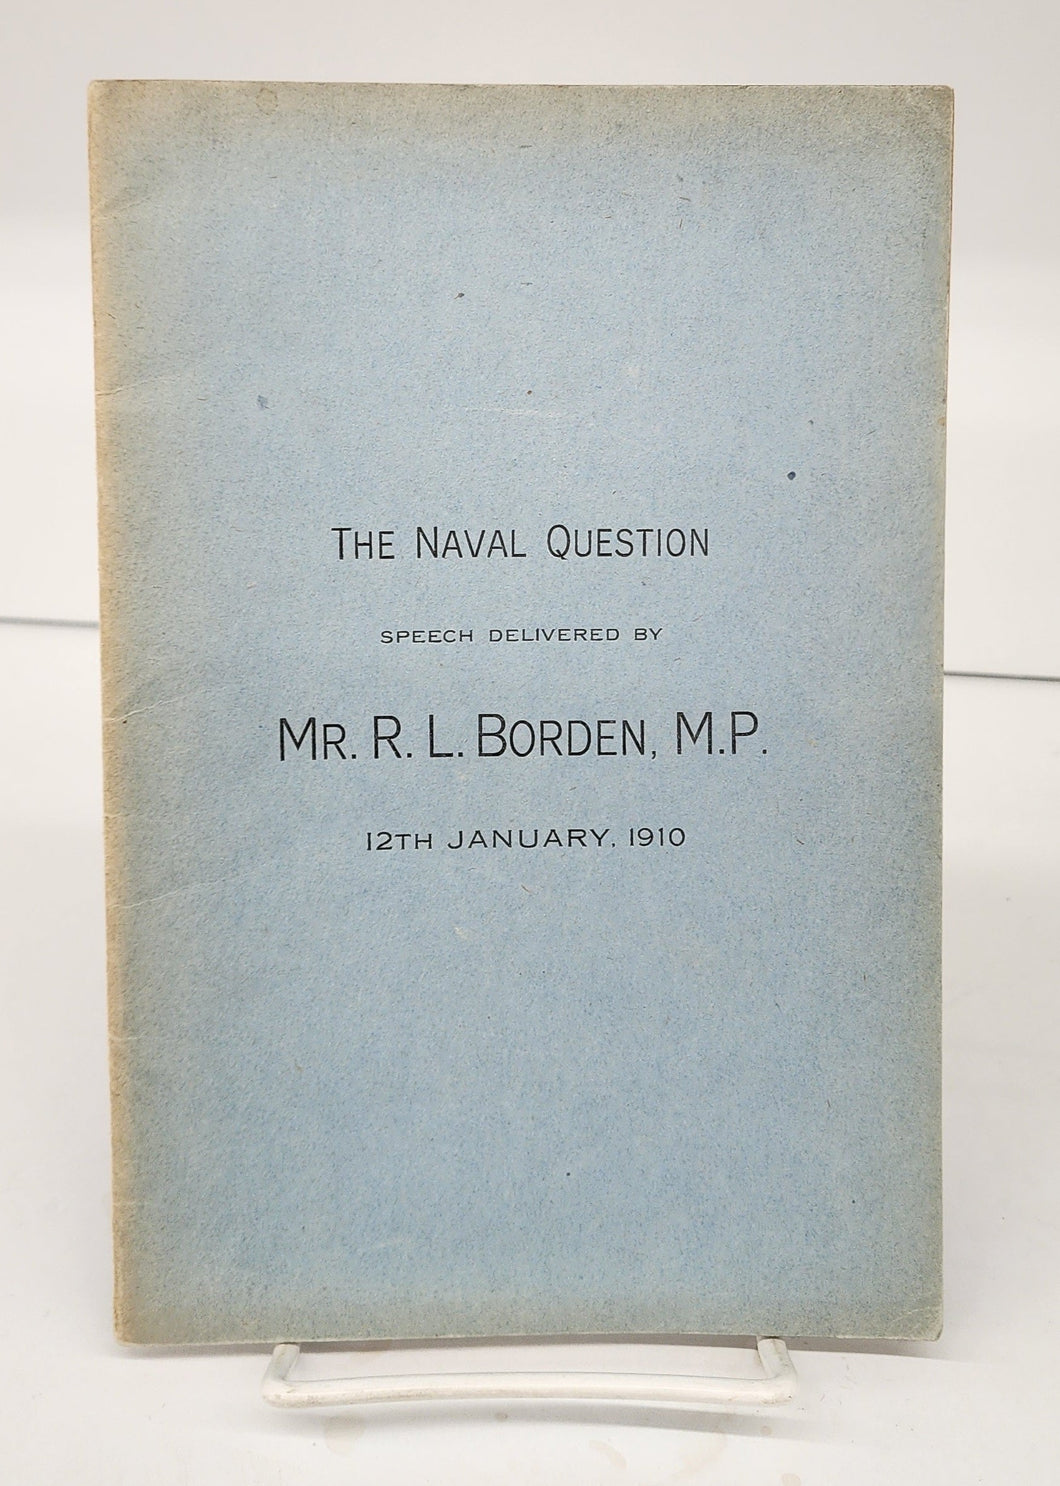 THE NAVAL QUESTION
SPEECH DELIVERED BY
MR. R. L. BORDEN, M.P.
12TH JANUARY, 1910